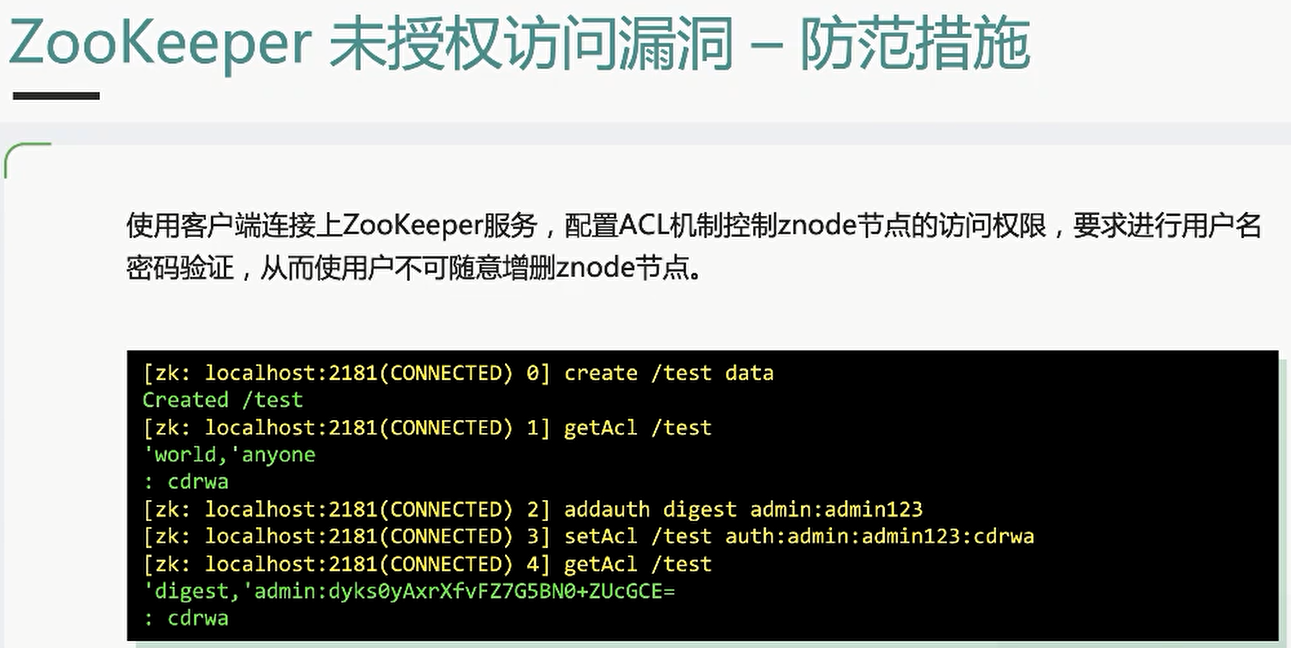 ZooKeeper 未授权访问漏洞 – 防范措施
使用客户端连接上ZooKeeper服务，配置ACL机制控制znode节点的访问权限，要求进行用户名
密码验证，从而使用户不可随意增删znode节点。
[zk: localhost:2181(CONNECTED) 0] create /test data
Created /test
[zk: localhost:2181(CONNECTED) 1] getAcl /test
'world,'anyone
: cdrwa
[zk: localhost:2181(CONNECTED) 2] addauth digest admin:admin123
[zk: localhost:2181(CONNECTED) 3] setAcl /test auth:admin:admin123:cdrwa
[zk: localhost:2181(CONNECTED) 4] getAcl /test
'digest,'admin:dyks0yAxrXfvFZ7G5BN0+ZUcGCE=
: cdrwa